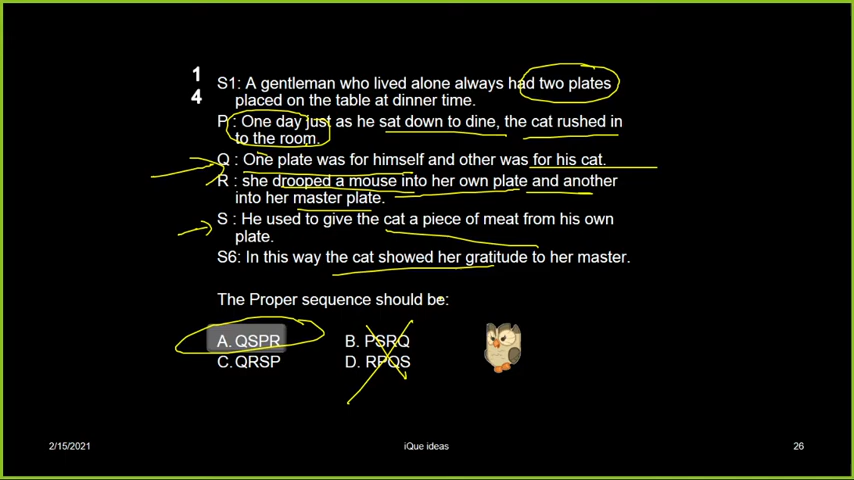 1
4
S1: A gentleman who lived alone always had two plates
placed on the table at dinner time.
P : One day just as he sat down to dine, the cat rushed in
to the room.
Q : One plate was for himself and other was for his cat.
R : she drooped a mouse into her own plate and another
into her master plate.
S : He used to give the cat a piece of meat from his own
plate.
S6: In this way the cat showed her gratitude to her master.
The Proper sequence should be:
A. QSPR B. PSRQ
C. QRSP D. RPQS
2/15/2021 iQue ideas 26